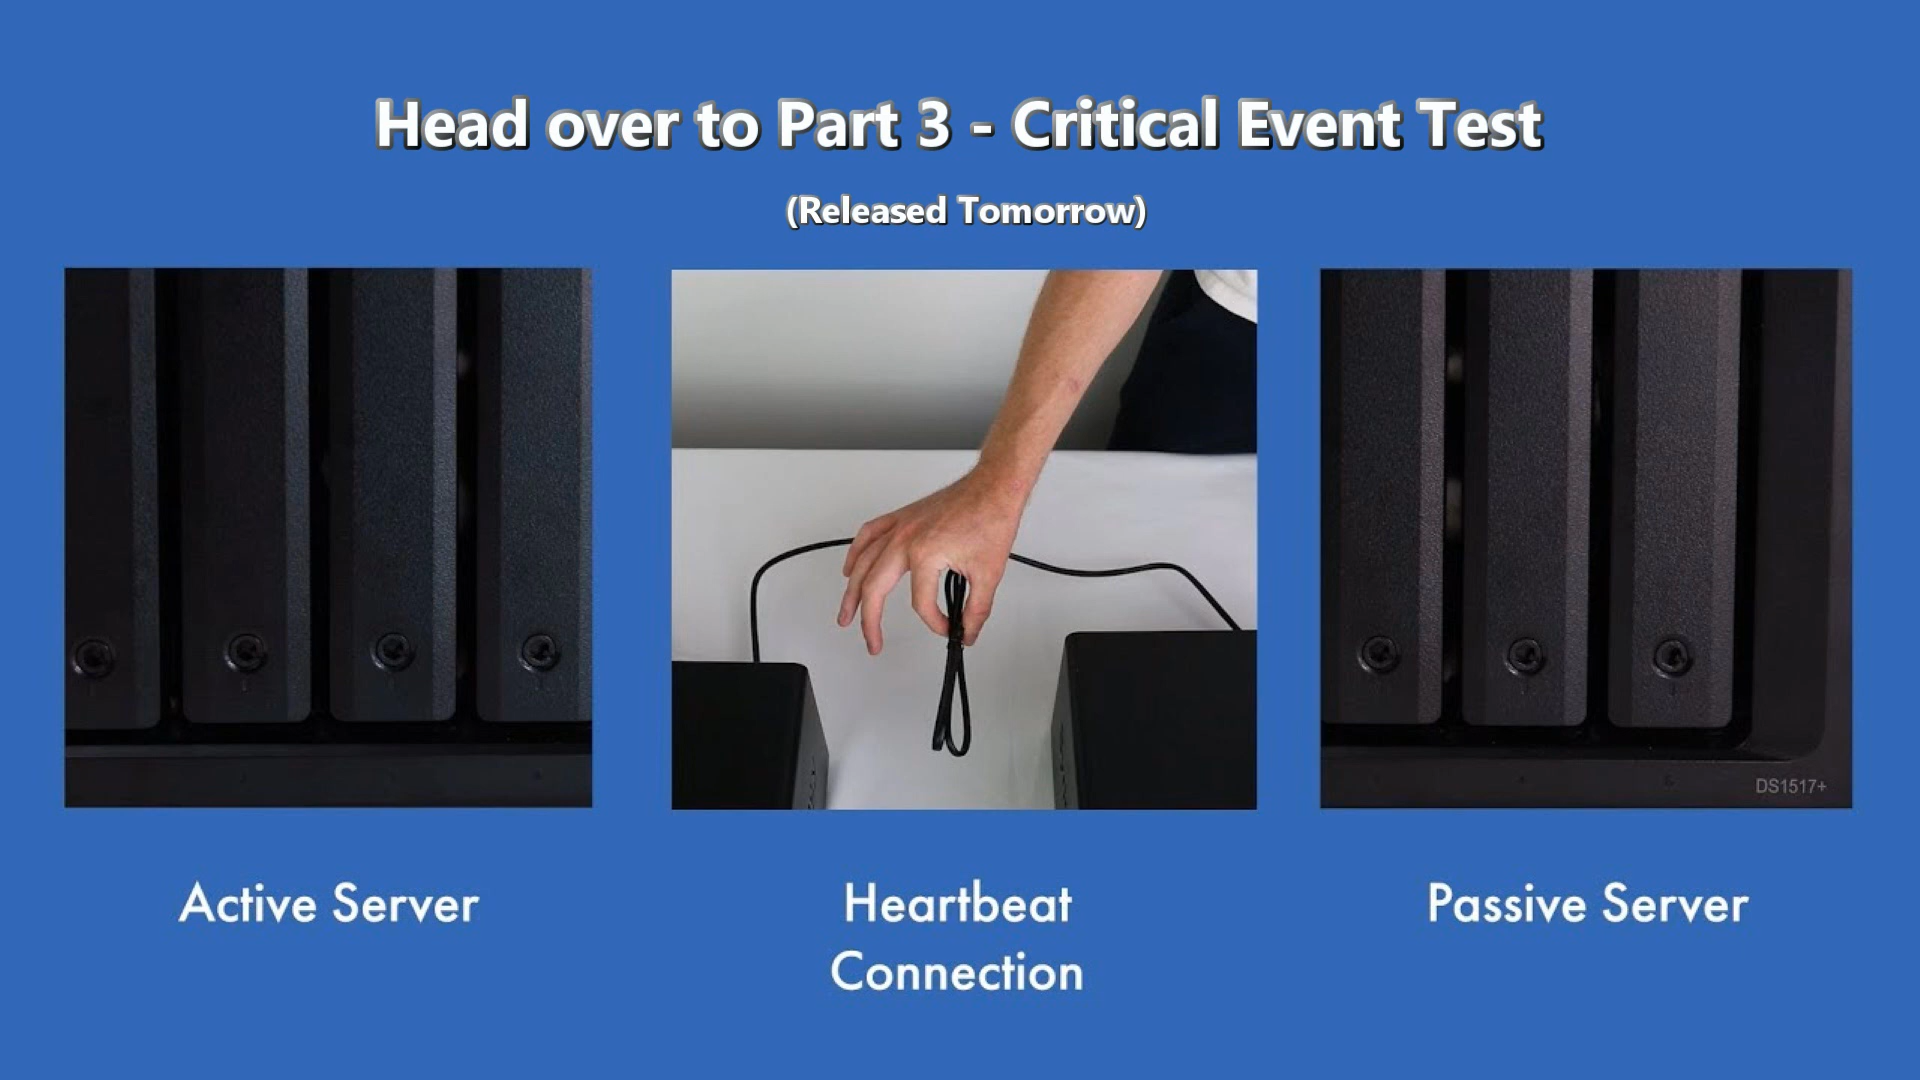 Head over to Part 3 - Critical Event Test
(Released Tomorrow)
DS1517+
Active Server
Heartbeat
Connection
Passive Server